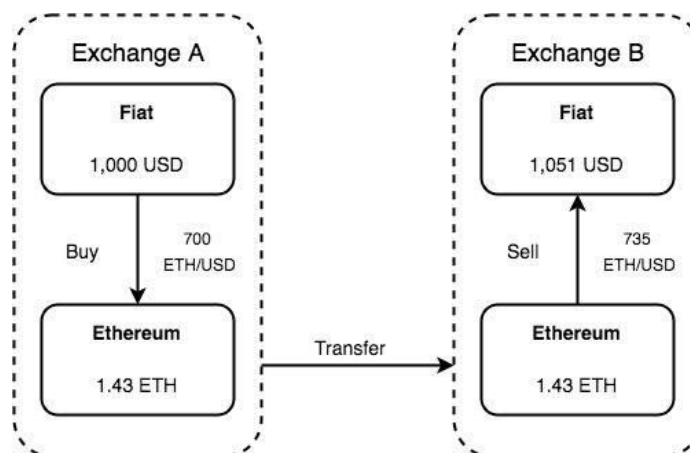 Exchange A
Fiat
1,000 USD
Buy
700
ETH/USD
Ethereum
1.43 ETH
Transfer
Exchange B
Fiat
1,051 USD
Sell
735
ETH/USD
Ethereum
1.43 ETH